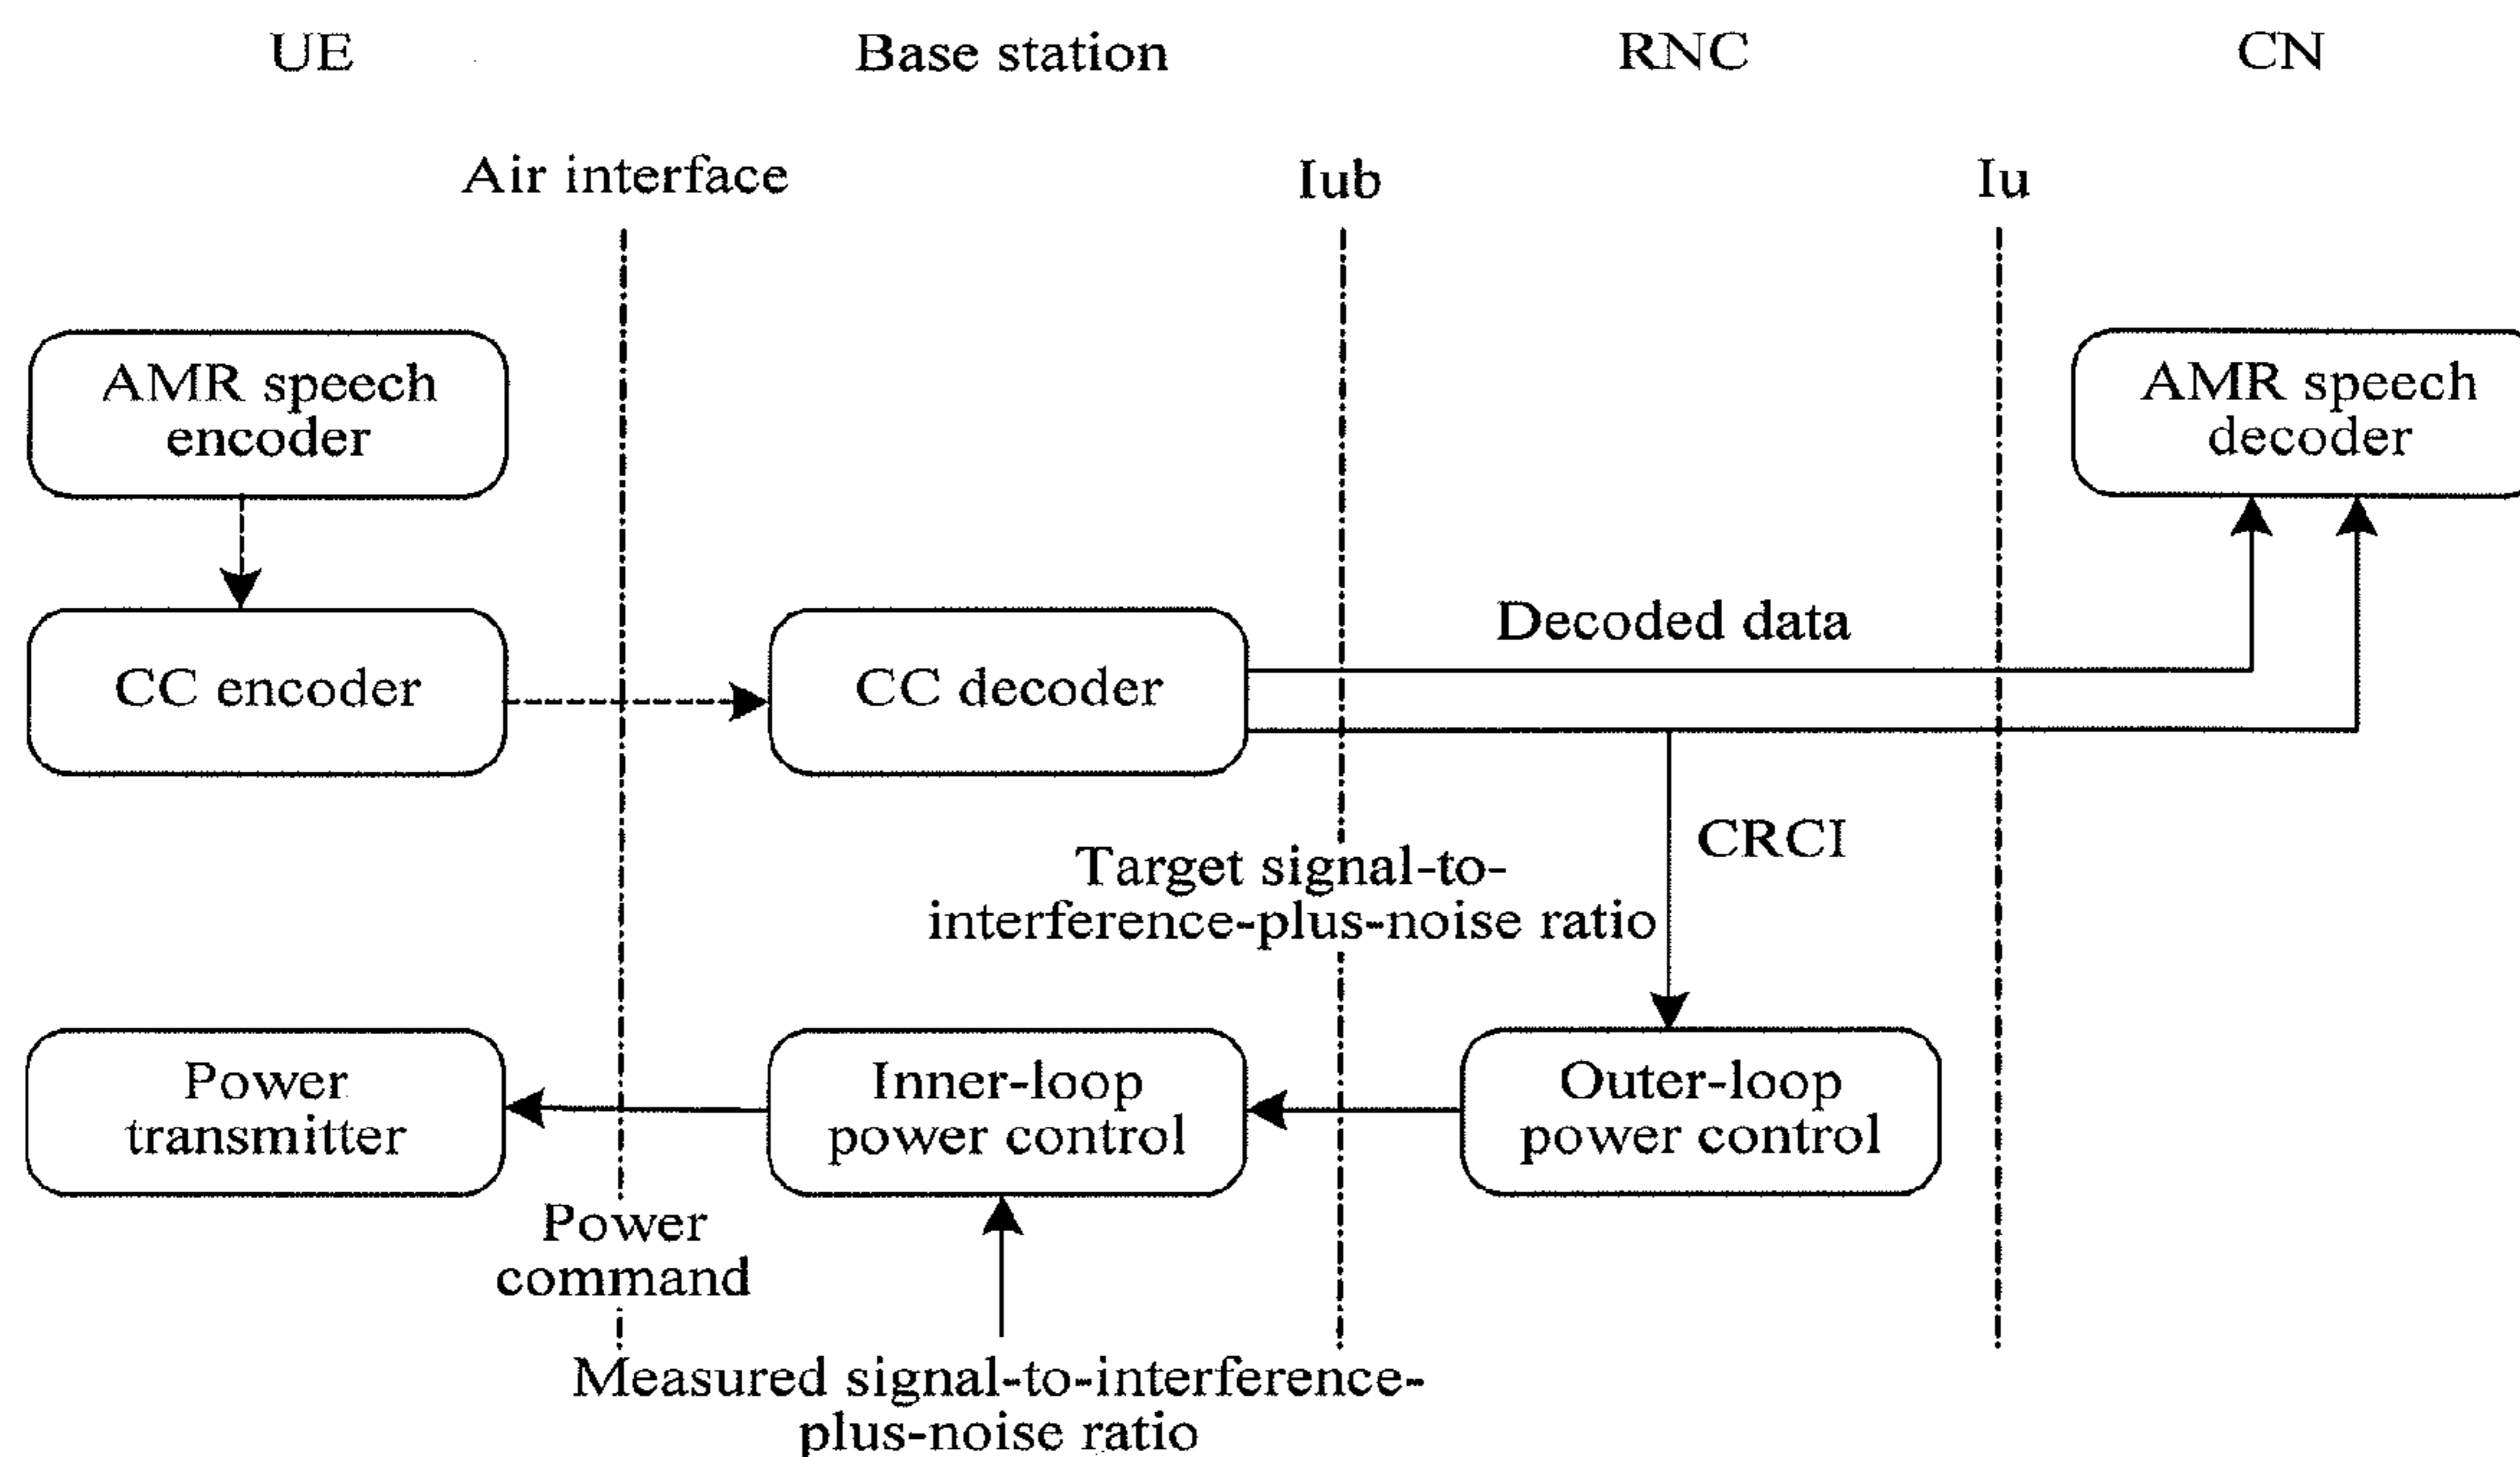 UE
Base station
RNC
CN
Air interface
Iub
Iu
AMR speech
encoder
AMR speech
decoder
CC encoder
CC decoder
Decoded data
CRCI
Target signal-to-
interference-plus-noise ratio
Power
transmitter
Inner-loop
power control
Outer-loop
power control
Power
command
Measured signal-to-interference-
plus-noise ratio